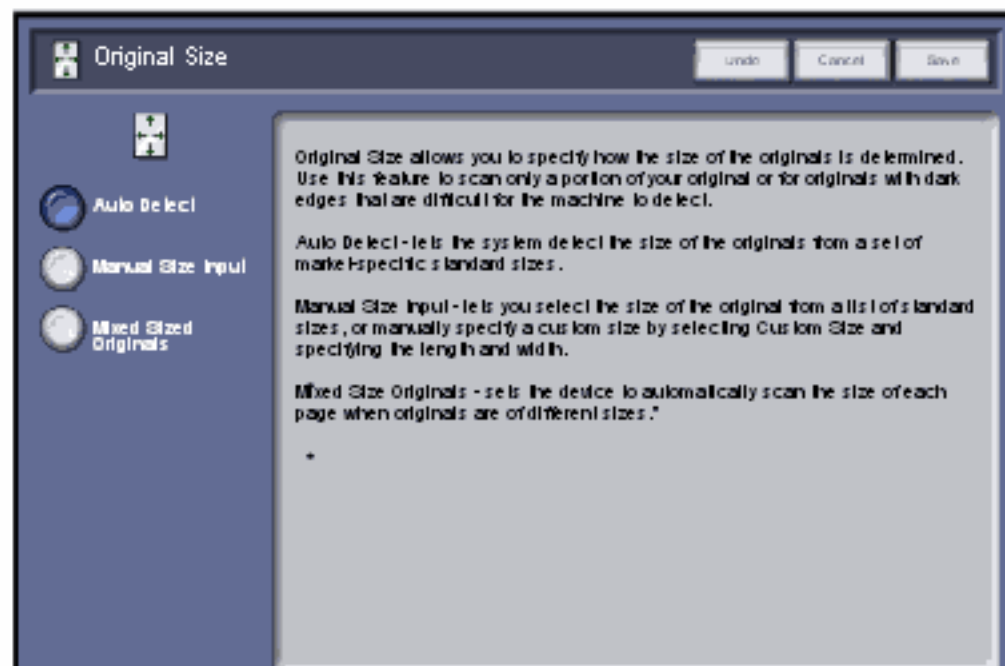 Original Size
Undo
Cancel
Save
Auto Detect
Manual Size Input
Mixed Sized
Originals
Original Size allows you to specify how the size of the originals is determined.
Use this feature to scan only a portion of your original or for originals with dark
edges that are difficult for the machine to detect.
Auto Detect - lets the system detect the size of the originals from a set of
market-specific standard sizes.
Manual Size Input - lets you select the size of the original from a list of standard
sizes, or manually specify a custom size by selecting Custom Size and
specifying the length and width.
Mixed Size Originals - sets the device to automatically scan the size of each
page when originals are of different sizes."